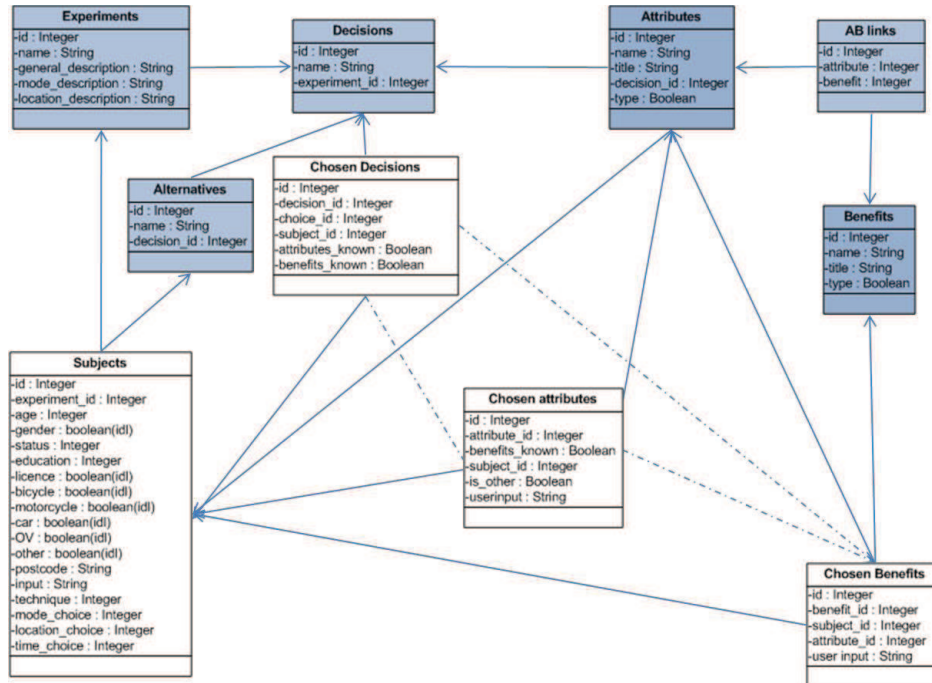 Experiments
-id : Integer
-name : String
-general_description : String
-mode_description : String
-location_description : String
Decisions
-id : Integer
-name : String
-experiment_id : Integer
Attributes
-id : Integer
-name : String
-title : String
-decision_id : Integer
-type : Boolean
AB links
-id : Integer
-attribute : Integer
-benefit : Integer
Alternatives
-id : Integer
-name : String
-decision_id : Integer
Chosen Decisions
-id : Integer
-decision_id : Integer
-choice_id : Integer
-subject_id : Integer
-attributes_known : Boolean
-benefits_known : Boolean
Benefits
-id : Integer
-name : String
-title : String
-type : Boolean
Subjects
-id : Integer
-experiment_id : Integer
-age : Integer
-gender : boolean(idl)
-status : Integer
-education : Integer
-licence : boolean(idl)
-bicycle : boolean(idl)
-motorcycle : boolean(idl)
-car : boolean(idl)
-OV : boolean(idl)
-other : boolean(idl)
-postcode : String
-input : String
-technique : Integer
-mode_choice : Integer
-location_choice : Integer
-time_choice : Integer
Chosen attributes
-id : Integer
-attribute_id : Integer
-benefits_known : Boolean
-subject_id : Integer
-is_other : Boolean
-userinput : String
Chosen Benefits
-id : Integer
-benefit_id : Integer
-subject_id : Integer
-attribute_id : Integer
-user input : String